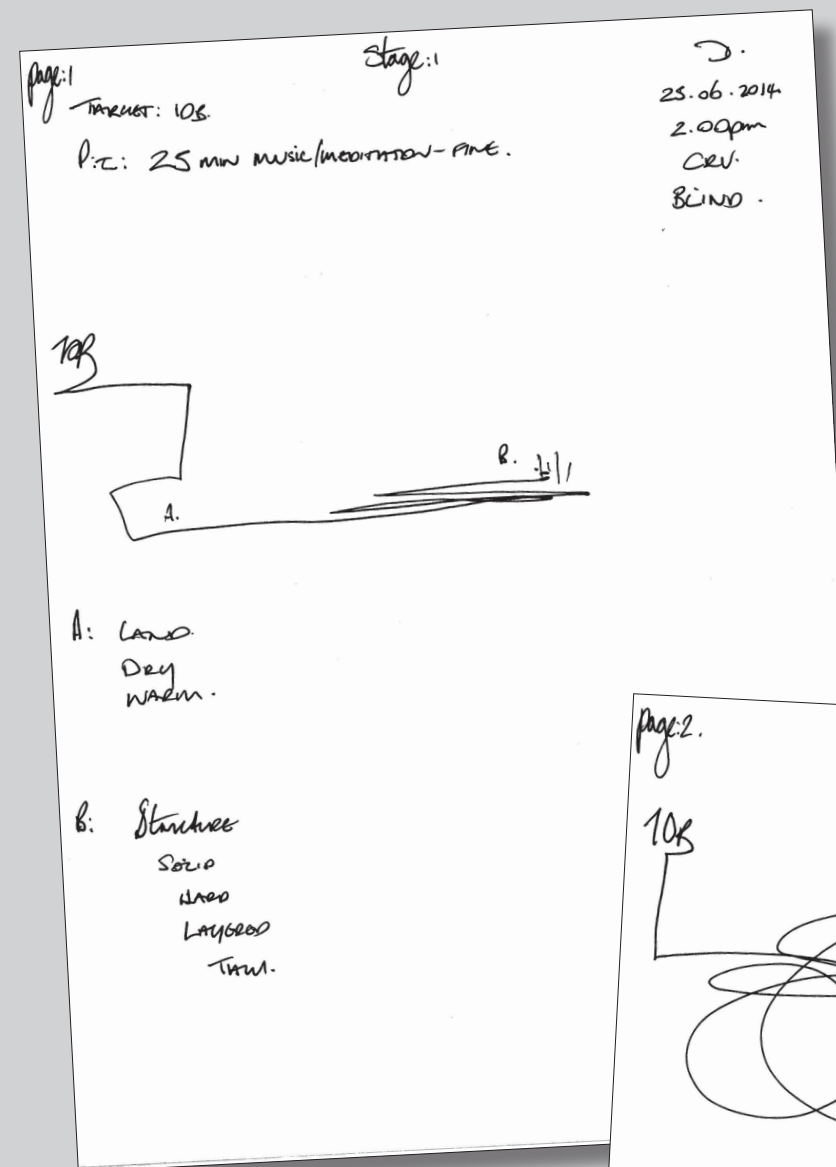 page:1
Stage:1
D.
TARGET: 10B.
25.06.2014
P.I: 25 MIN MUSIC/MEDITATION-FINE.
2.00pm
CRV.
BLIND.
10B
A.
B.
A: LAND.
DRY
WARM.
B: Structure
SOLID
HARD
LAYERED
TALL.
page:2.
10B